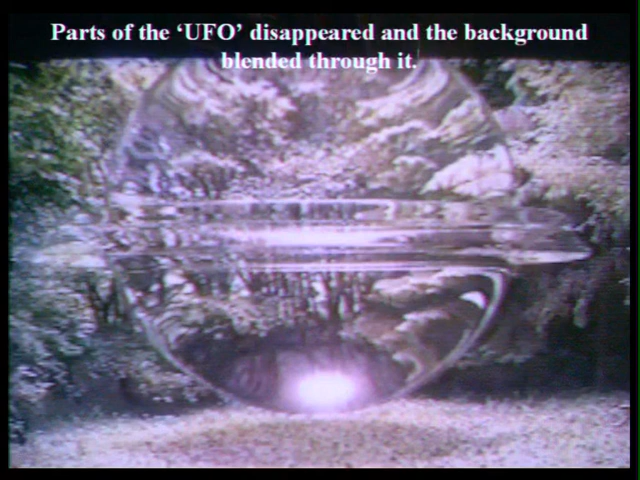 Parts of the ‘UFO’ disappeared and the background
blended through it.